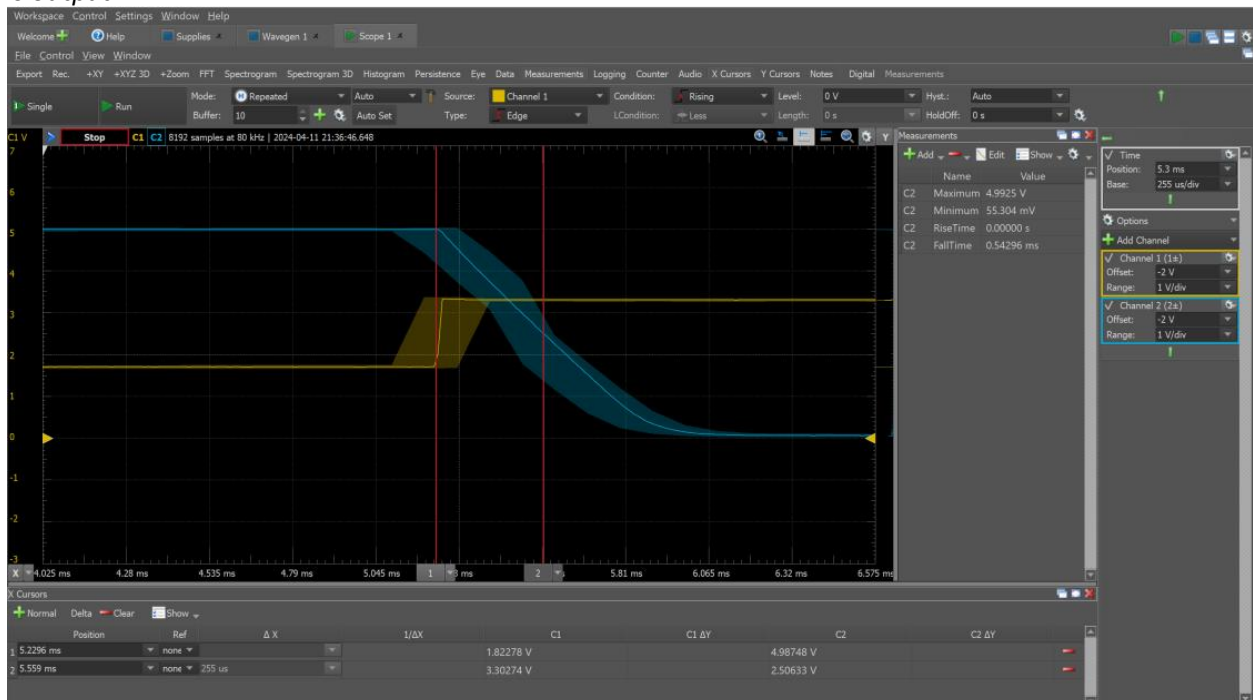 Workspace Control Settings Window Help
Welcome Help Supplies Wavegen 1 Scope 1
File Control View Window
Export Rec. +XY +XYZ 3D +Zoom FFT Spectrogram Spectrogram 3D Histogram Persistence Eye Data Measurements Logging Counter Audio X Cursors Y Cursors Notes Digital Measurements
Single Run Mode: Repeated Auto Source: Channel 1 Condition: Rising Level: 0 V Hyst.: Auto
Buffer: 10 Auto Set Type: Edge LCondition: Less Length: 0 s HoldOff: 0 s
C1 V Stop C1 C2 8192 samples at 80 kHz | 2024-04-11 21:36:46.648 Y
7
6
5
4
3
2
1
0
-1
-2
-3
X 4.025 ms 4.28 ms 4.535 ms 4.79 ms 5.045 ms 1 ms 2 5.81 ms 6.065 ms 6.32 ms 6.575 ms
Measurements
Add Edit Show
Name Value
C2 Maximum 4.9925 V
C2 Minimum 55.304 mV
C2 RiseTime 0.00000 s
C2 FallTime 0.54296 ms
Time
Position: 5.3 ms
Base: 255 us/div
Options
Add Channel
Channel 1 (1±)
Offset: -2 V
Range: 1 V/div
Channel 2 (2±)
Offset: -2 V
Range: 1 V/div
X Cursors
Normal Delta Clear Show
Position Ref Δ X 1/ΔX C1 C1 ΔY C2 C2 ΔY
1 5.2296 ms none 1.82278 V 4.98748 V
2 5.559 ms none 255 us 3.30274 V 2.50633 V